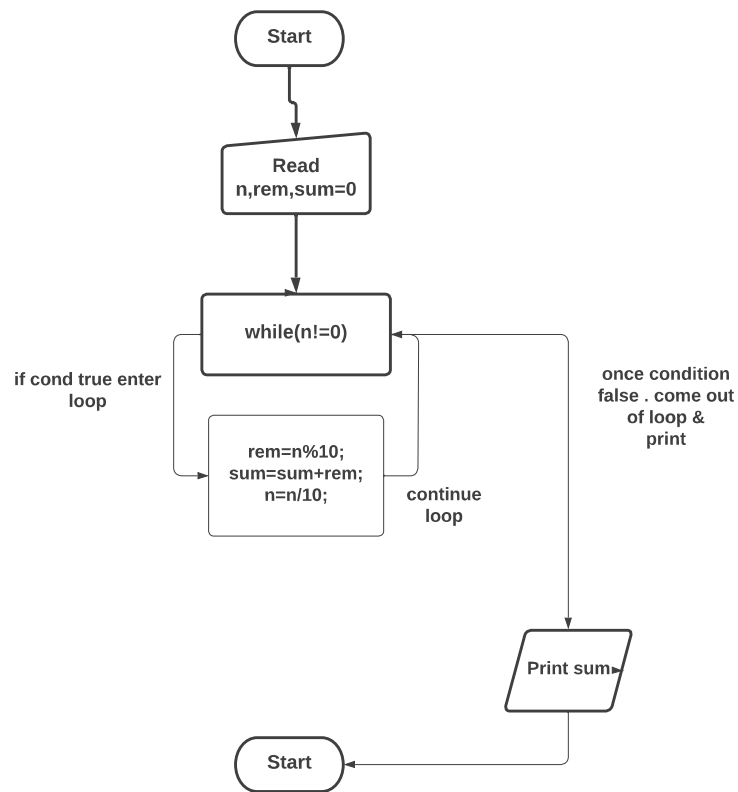 Start
Read
n,rem,sum=0
while(n!=0)
if cond true enter
loop
rem=n%10;
sum=sum+rem;
n=n/10;
continue
loop
once condition
false . come out
of loop &
print
Print sum
Start